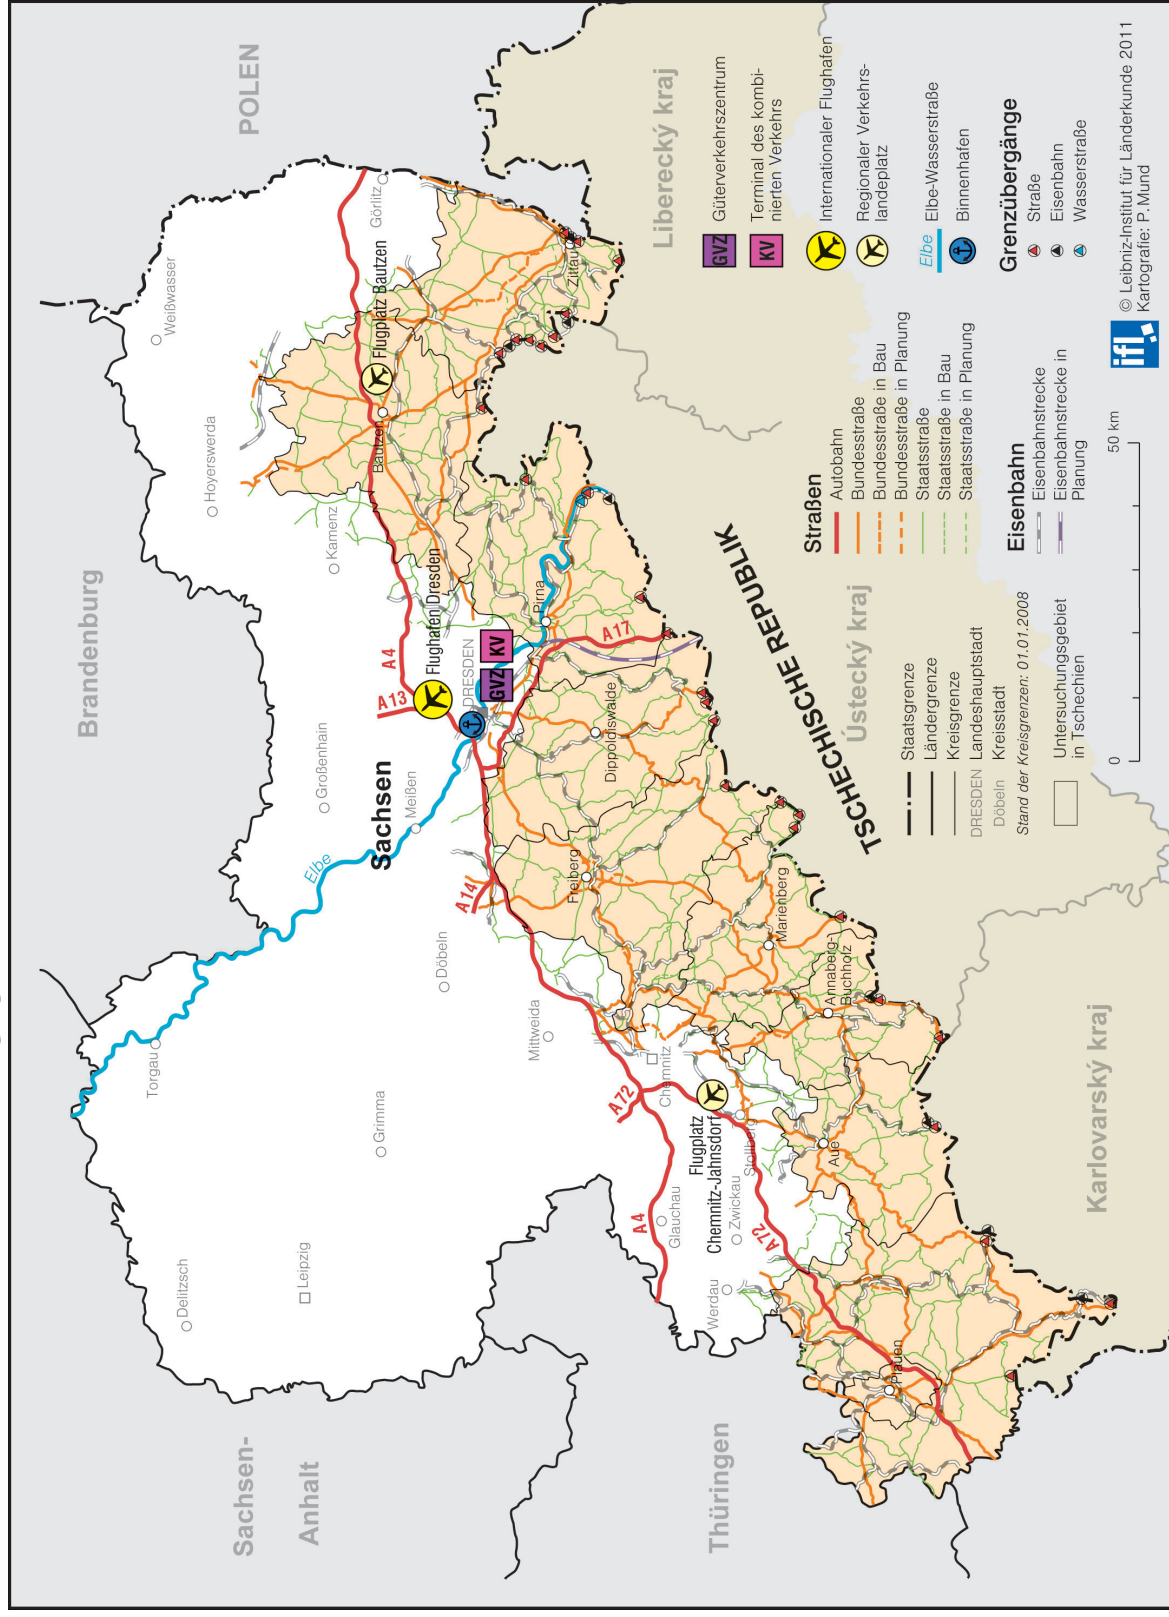 POLEN
Brandenburg
Sachsen-
Anhalt
Thüringen
Sachsen
TSCHECHISCHE REPUBLIK
Liberecký kraj
Ústecký kraj
Karlovarský kraj
Weißwasser
Hoyerswerda
Görlitz
Kamenz
Bautzen
Flugplatz Bautzen
Zittau
Großenhain
Meißen
Elbe
Torgau
Delitzsch
Leipzig
Grimma
Döbeln
Mittweida
A13
A4
Flughafen Dresden
DRESDEN
GVZ
KV
Pirna
A17
Dippoldiswalde
A14
Freiberg
Marienberg
Annaberg-
Buchholz
A72
Chemnitz
A4
Glauchau
Flugplatz
Chemnitz-Jahnsdorf
Stollberg
Zwickau
A72
Aue
Werdau
Plauen
Staatsgrenze
Ländergrenze
Kreisgrenze
DRESDEN Landeshauptstadt
Döbeln Kreisstadt
Stand der Kreisgrenzen: 01.01.2008
Untersuchungsgebiet
in Tschechien
Straßen
Autobahn
Bundesstraße
Bundesstraße in Bau
Bundesstraße in Planung
Staatsstraße
Staatsstraße in Bau
Staatsstraße in Planung
Eisenbahn
Eisenbahnstrecke
Eisenbahnstrecke in
Planung
0 50 km
GVZ Güterverkehrszentrum
KV Terminal des kombi-
nierten Verkehrs
Internationaler Flughafen
Regionaler Verkehrs-
landeplatz
Elbe Elbe-Wasserstraße
Binnenhafen
Grenzübergänge
Straße
Eisenbahn
Wasserstraße
ifl
© Leibniz-Institut für Länderkunde 2011
Kartografie: P. Mund